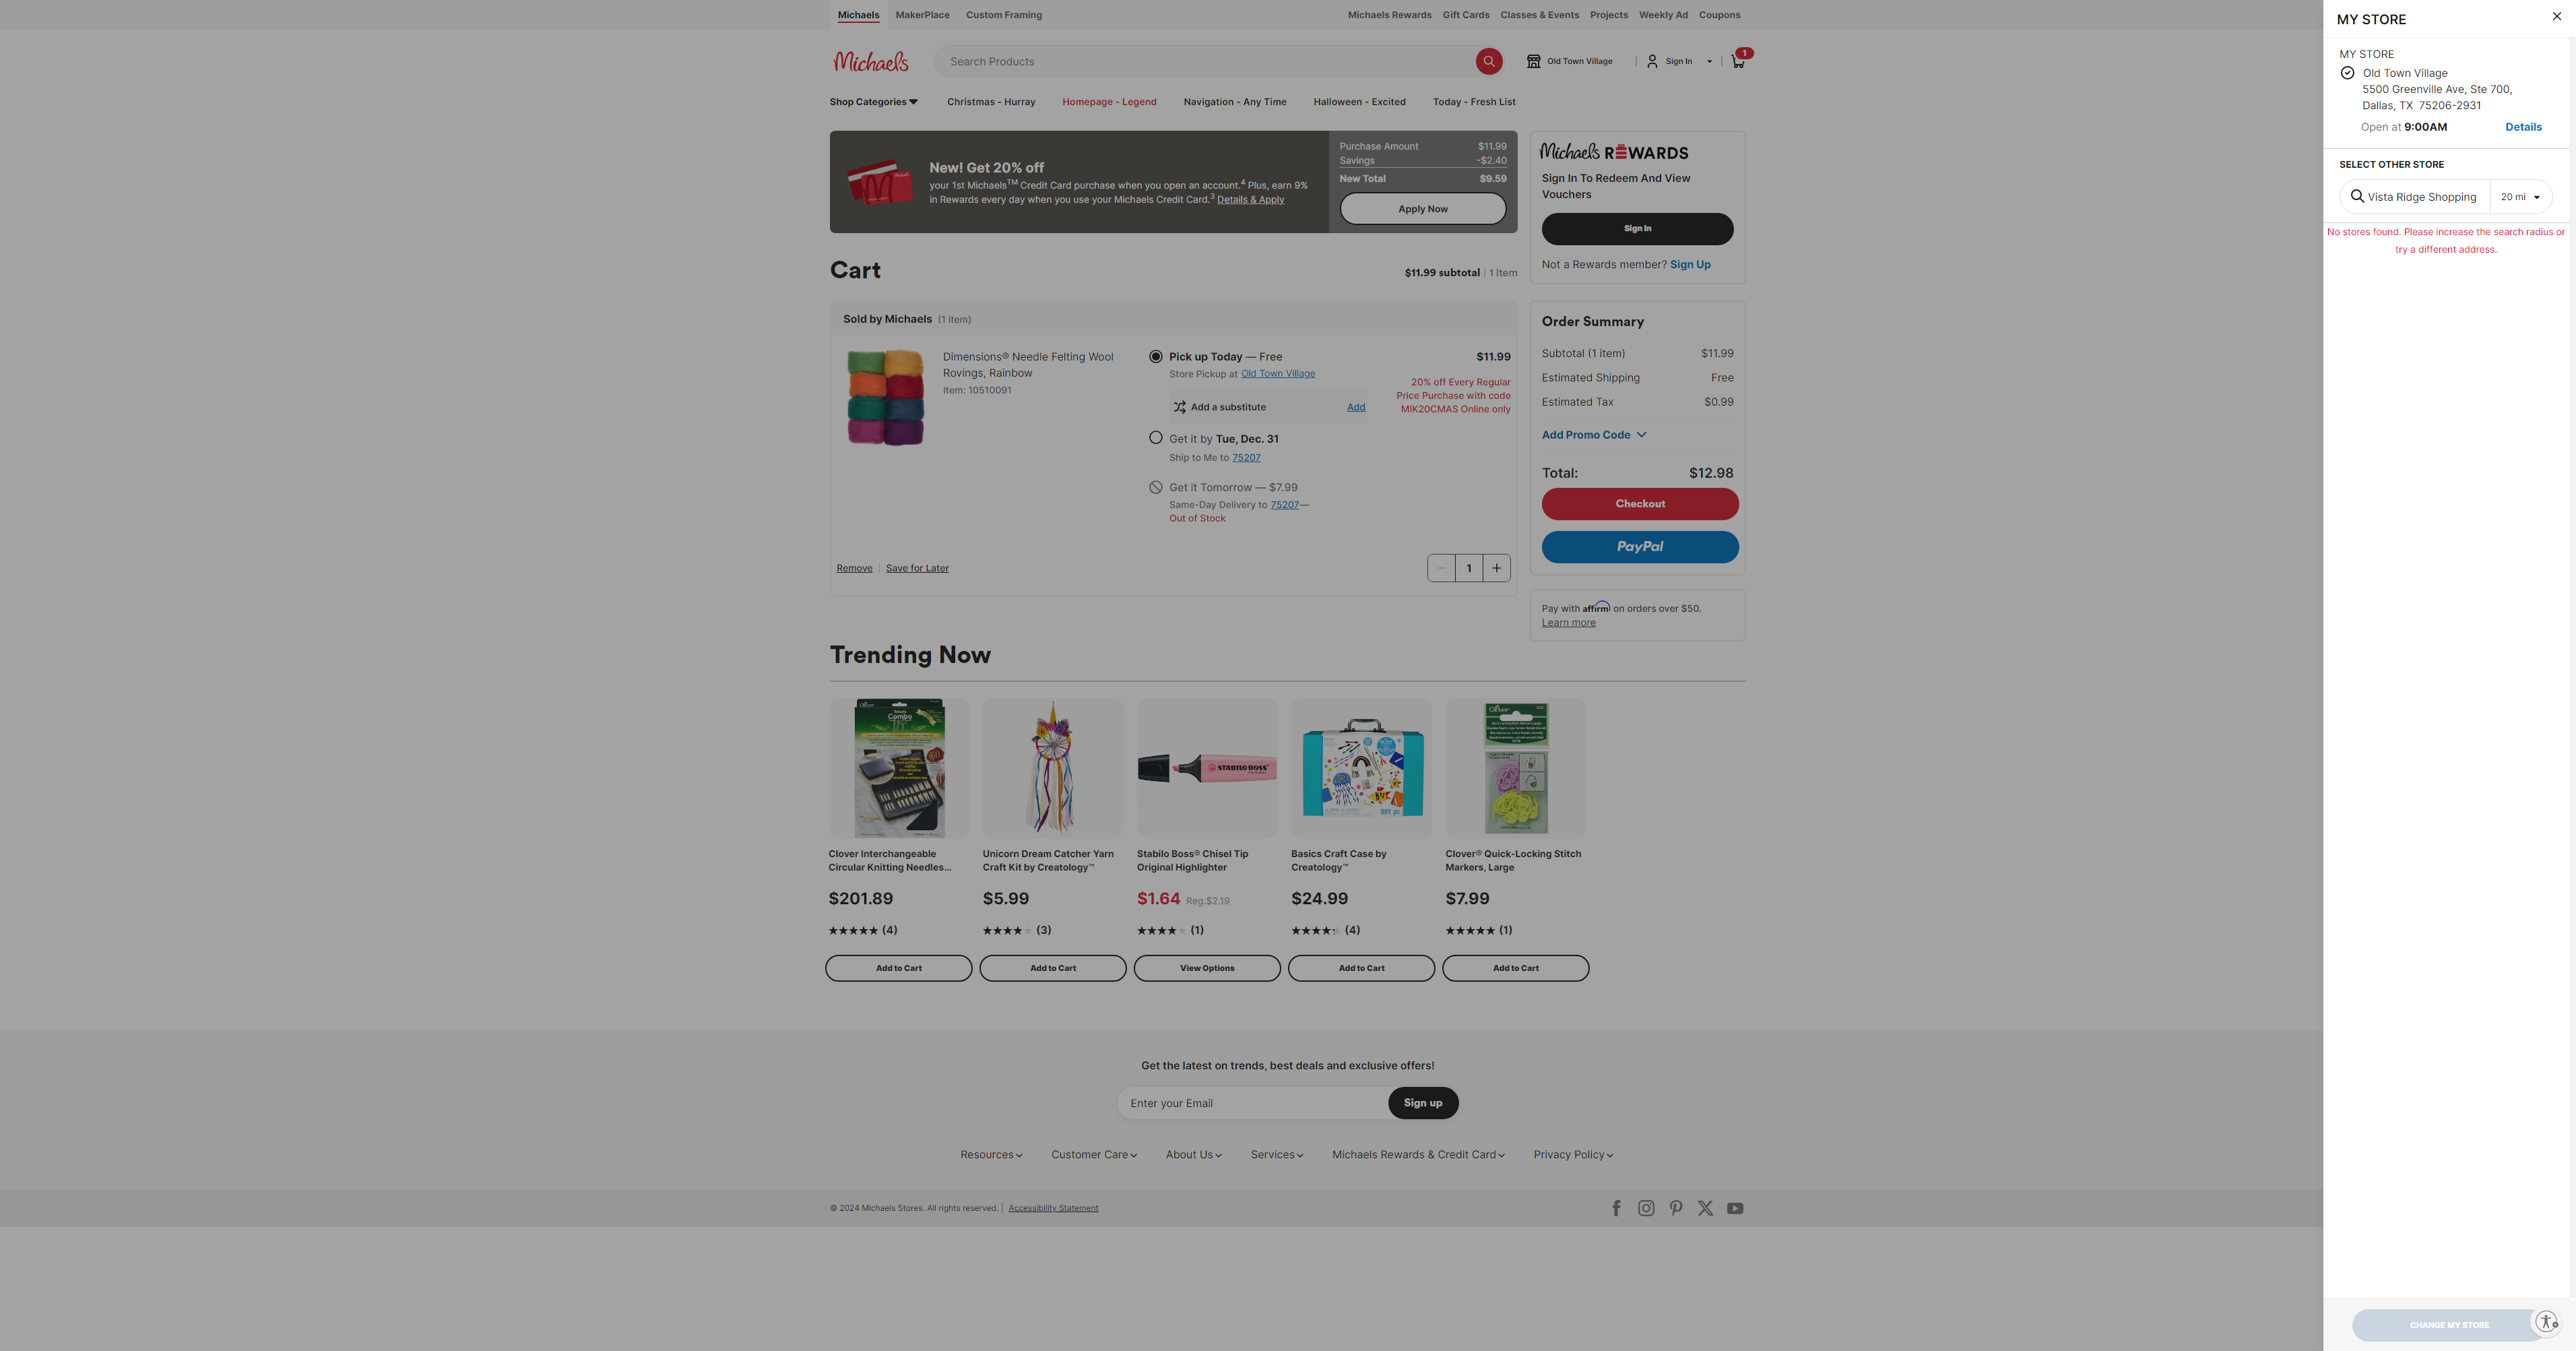 Michaels MakerPlace Custom Framing Michaels Rewards Gift Cards Classes & Events Projects Weekly Ad Coupons
Michaels Search Products Old Town Village Sign In 1
Shop Categories Christmas - Hurray Homepage - Legend Navigation - Any Time Halloween - Excited Today - Fresh List
New! Get 20% off
your 1st Michaels™ Credit Card purchase when you open an account.4 Plus, earn 9%
in Rewards every day when you use your Michaels Credit Card.3 Details & Apply
Purchase Amount $11.99
Savings -$2.40
New Total $9.59
Apply Now
Michaels REWARDS
Sign In To Redeem And View
Vouchers
Sign In
Not a Rewards member? Sign Up
Cart
$11.99 subtotal | 1 Item
Sold by Michaels (1 item)
Dimensions® Needle Felting Wool
Rovings, Rainbow
Item: 10510091
Pick up Today — Free
Store Pickup at Old Town Village
Add a substitute Add
Get it by Tue, Dec. 31
Ship to Me to 75207
Get it Tomorrow — $7.99
Same-Day Delivery to 75207—
Out of Stock
$11.99
20% off Every Regular
Price Purchase with code
MIK20CMAS Online only
Remove | Save for Later
− 1 +
Order Summary
Subtotal (1 item) $11.99
Estimated Shipping Free
Estimated Tax $0.99
Add Promo Code
Total: $12.98
Checkout
PayPal
Pay with affirm on orders over $50.
Learn more
Trending Now
Clover
Combo
STABILO BOSS
Clover
Clover Interchangeable
Circular Knitting Needles...
$201.89
(4)
Add to Cart
Unicorn Dream Catcher Yarn
Craft Kit by Creatology™
$5.99
(3)
Add to Cart
Stabilo Boss® Chisel Tip
Original Highlighter
$1.64 Reg.$2.19
(1)
View Options
Basics Craft Case by
Creatology™
$24.99
(4)
Add to Cart
Clover® Quick-Locking Stitch
Markers, Large
$7.99
(1)
Add to Cart
Get the latest on trends, best deals and exclusive offers!
Enter your Email Sign up
Resources Customer Care About Us Services Michaels Rewards & Credit Card Privacy Policy
© 2024 Michaels Stores. All rights reserved. | Accessibility Statement
MY STORE
MY STORE
Old Town Village
5500 Greenville Ave, Ste 700,
Dallas, TX 75206-2931
Open at 9:00AM Details
SELECT OTHER STORE
Vista Ridge Shopping 20 mi
No stores found. Please increase the search radius or
try a different address.
CHANGE MY STORE